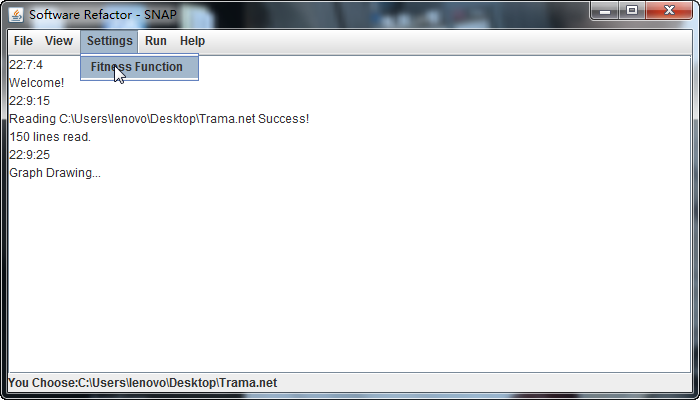 Software Refactor - SNAP
File View Settings Run Help
Fitness Function
22:7:4
Welcome!
22:9:15
Reading C:\Users\lenovo\Desktop\Trama.net Success!
150 lines read.
22:9:25
Graph Drawing...
You Choose:C:\Users\lenovo\Desktop\Trama.net